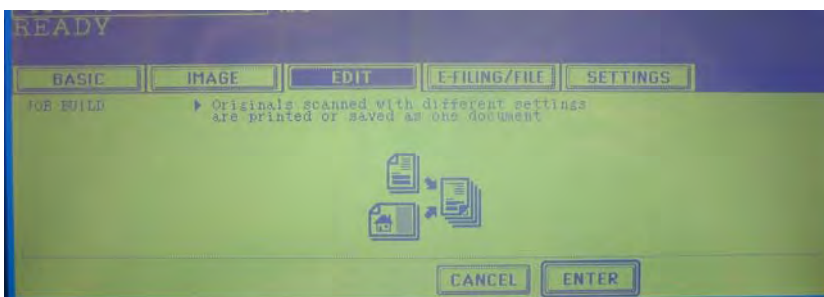 READY
BASIC IMAGE EDIT E-FILING/FILE SETTINGS
JOB BUILD ▶ Originals scanned with different settings
are printed or saved as one document
CANCEL ENTER